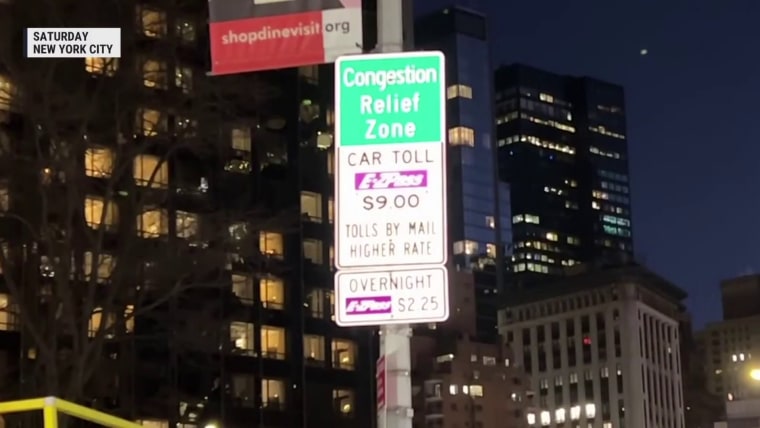 SATURDAY
NEW YORK CITY
shopdinevisit.org
Congestion
Relief
Zone
CAR TOLL
E-ZPass
$9.00
TOLLS BY MAIL
HIGHER RATE
OVERNIGHT
E-ZPass $2.25